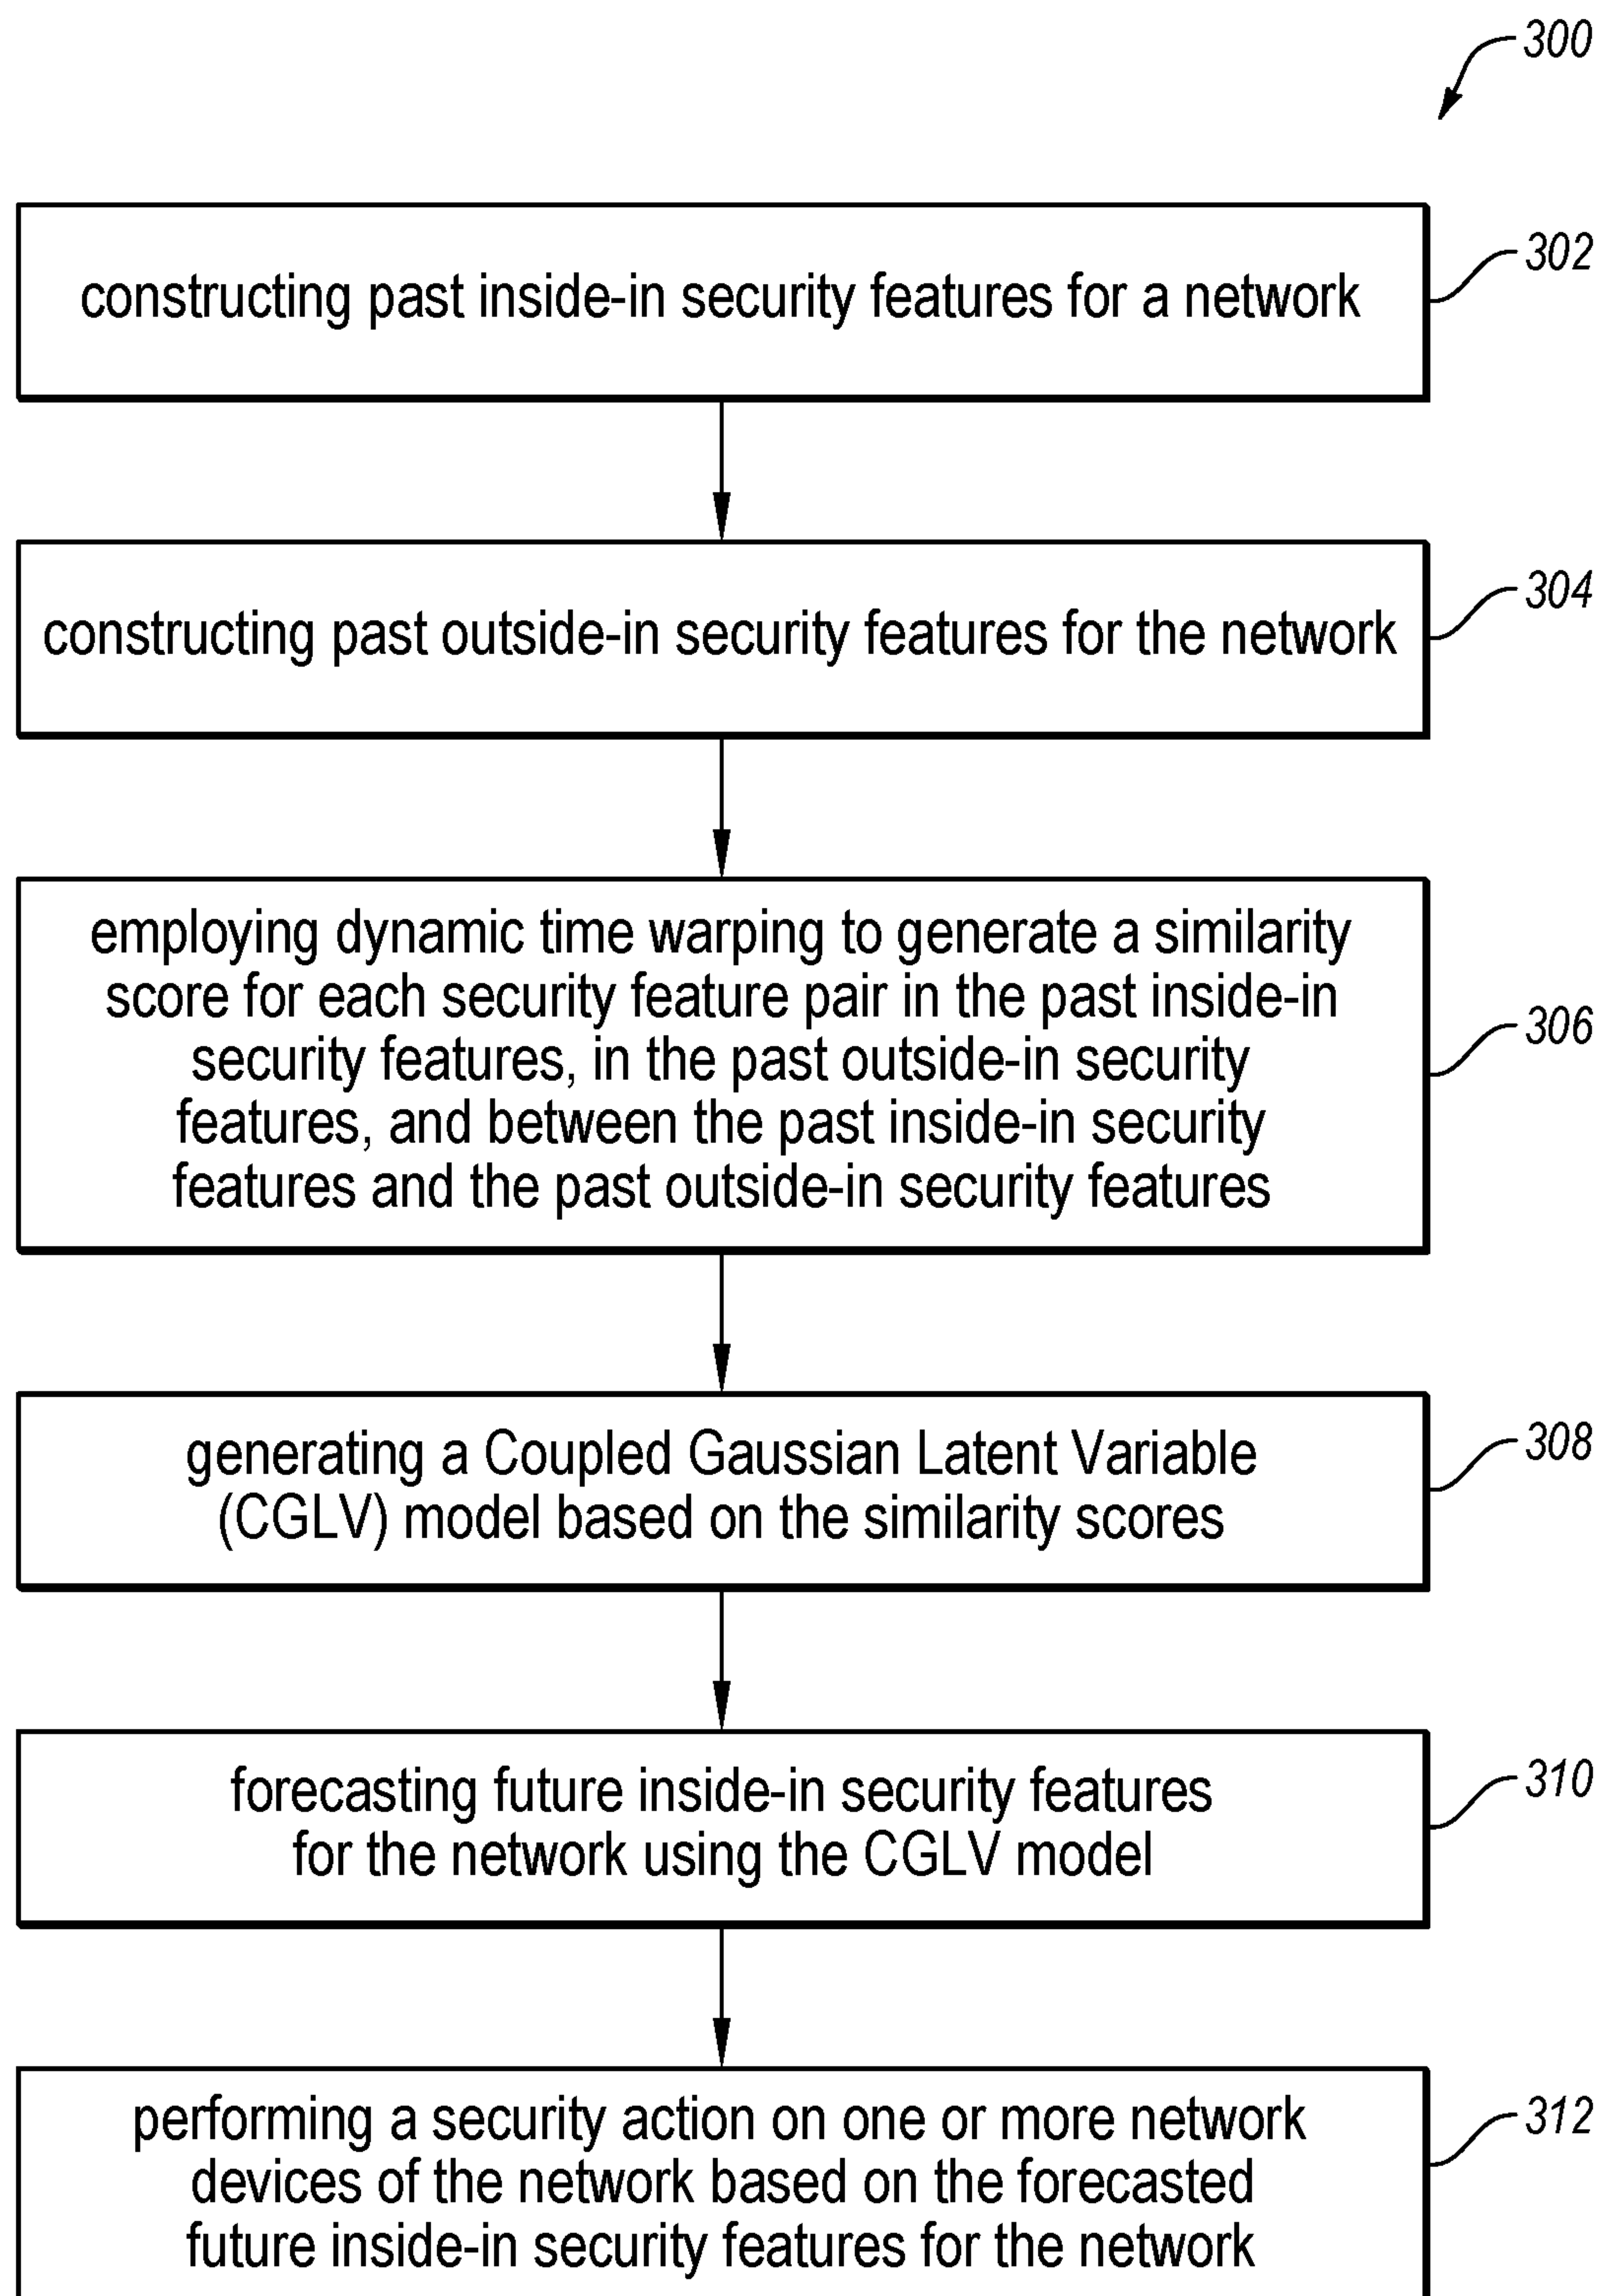 300
constructing past inside-in security features for a network
302
constructing past outside-in security features for the network
304
employing dynamic time warping to generate a similarity
score for each security feature pair in the past inside-in
security features, in the past outside-in security
features, and between the past inside-in security
features and the past outside-in security features
306
generating a Coupled Gaussian Latent Variable
(CGLV) model based on the similarity scores
308
forecasting future inside-in security features
for the network using the CGLV model
310
performing a security action on one or more network
devices of the network based on the forecasted
future inside-in security features for the network
312